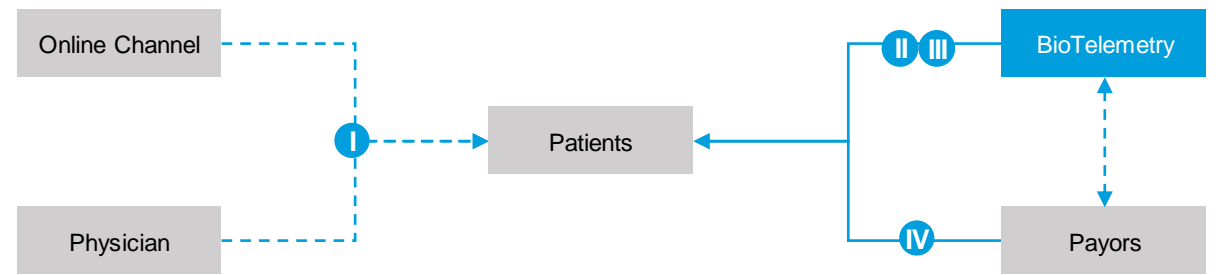 Online Channel
II
III
BioTelemetry
I
Patients
Physician
IV
Payors